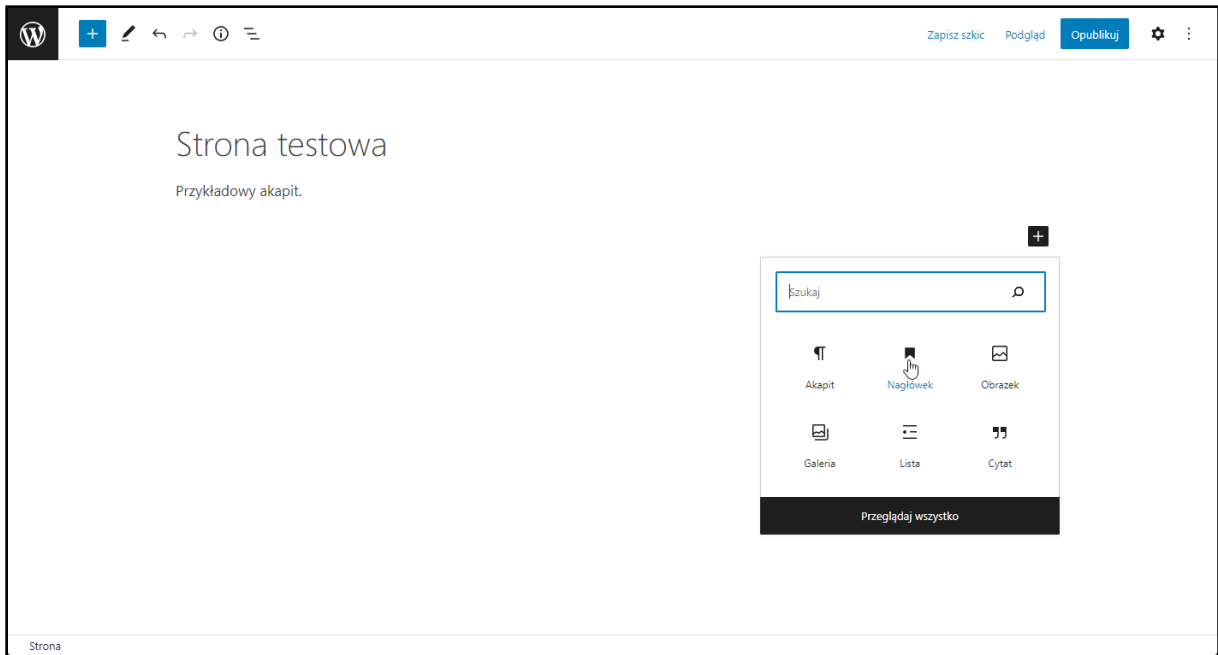 Zapisz szkic Podgląd Opublikuj
Strona testowa
Przykładowy akapit.
Szukaj
Akapit Nagłówek Obrazek
Galeria Lista Cytat
Przeglądaj wszystko
Strona